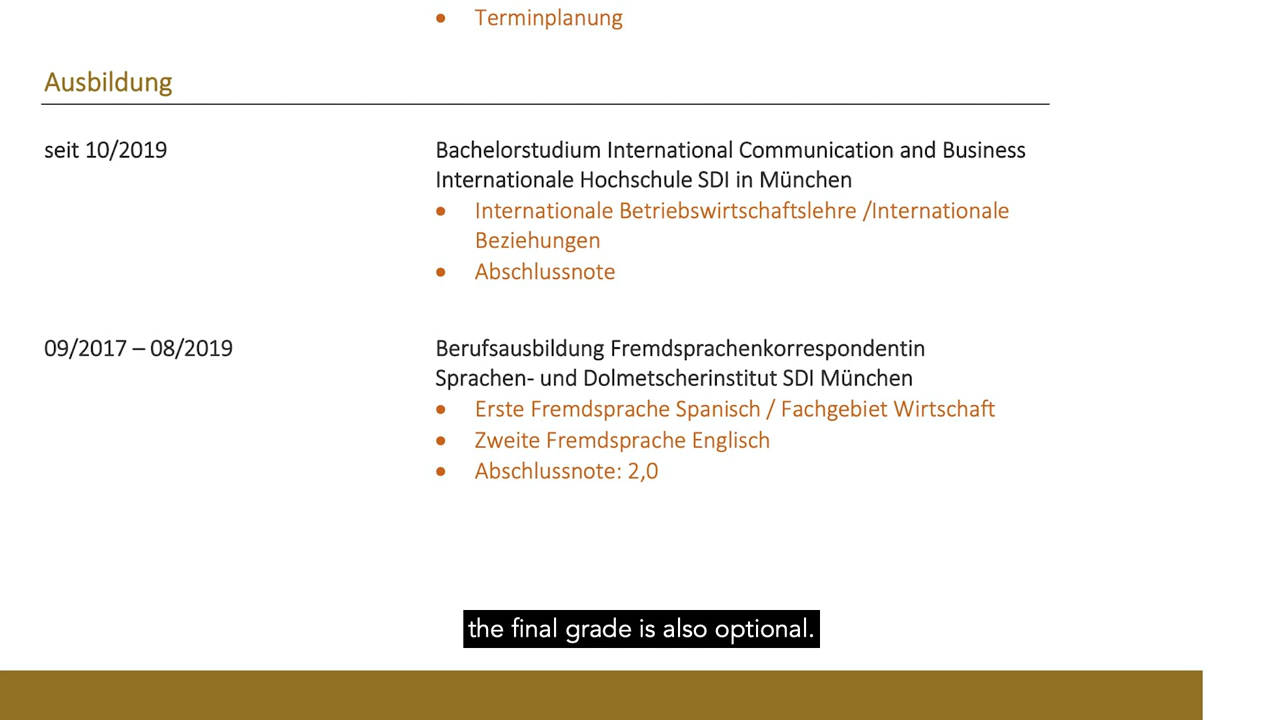 • Terminplanung
Ausbildung
seit 10/2019
Bachelorstudium International Communication and Business
Internationale Hochschule SDI in München
• Internationale Betriebswirtschaftslehre /Internationale
Beziehungen
• Abschlussnote
09/2017 – 08/2019
Berufsausbildung Fremdsprachenkorrespondentin
Sprachen- und Dolmetscherinstitut SDI München
• Erste Fremdsprache Spanisch / Fachgebiet Wirtschaft
• Zweite Fremdsprache Englisch
• Abschlussnote: 2,0
the final grade is also optional.